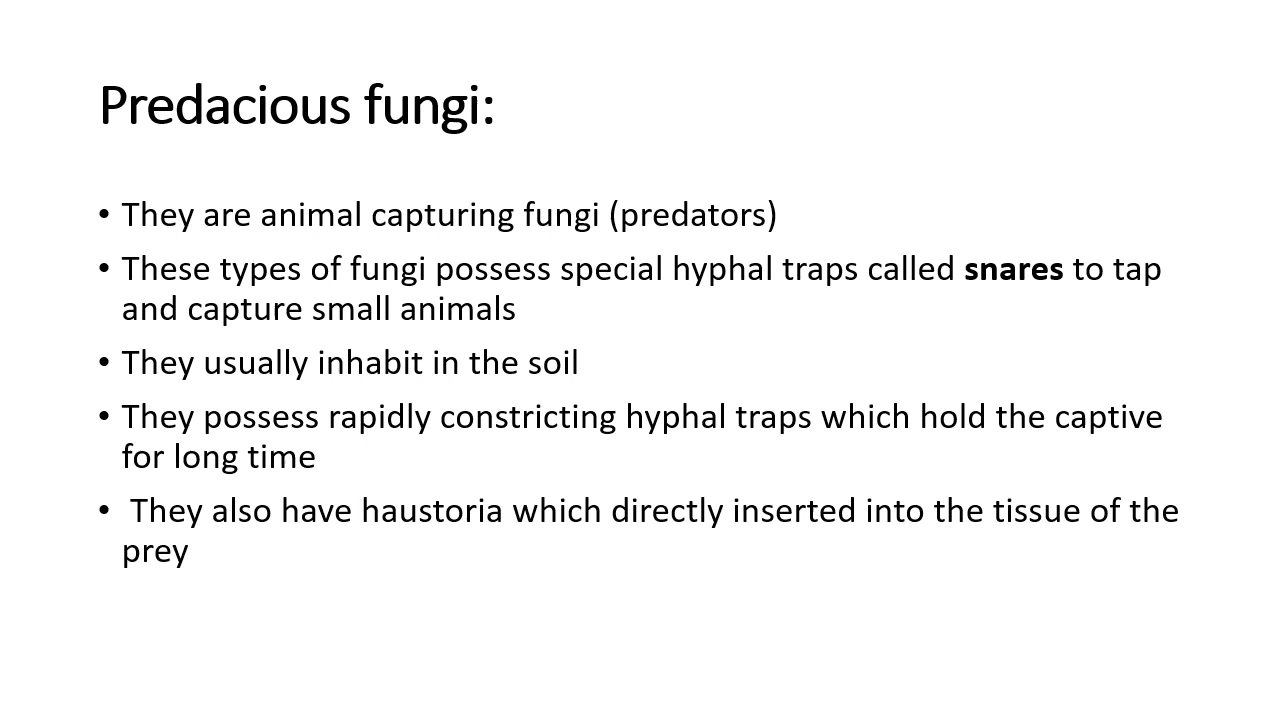 Predacious fungi:
• They are animal capturing fungi (predators)
• These types of fungi possess special hyphal traps called snares to tap
and capture small animals
• They usually inhabit in the soil
• They possess rapidly constricting hyphal traps which hold the captive
for long time
• They also have haustoria which directly inserted into the tissue of the
prey